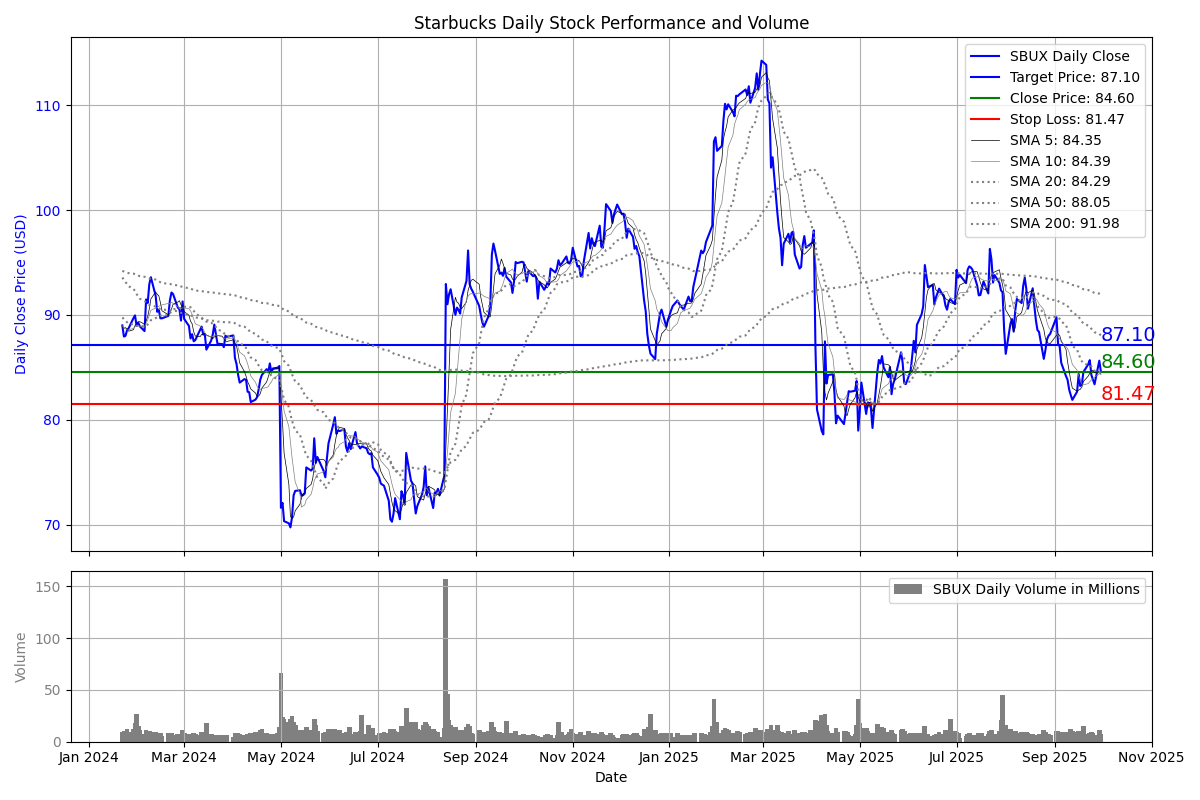 Starbucks Daily Stock Performance and Volume
Daily Close Price (USD)
110
100
90
80
70
SBUX Daily Close
Target Price: 87.10
Close Price: 84.60
Stop Loss: 81.47
SMA 5: 84.35
SMA 10: 84.39
SMA 20: 84.29
SMA 50: 88.05
SMA 200: 91.98
87.10
84.60
81.47
Volume
150
100
50
0
SBUX Daily Volume in Millions
Jan 2024 Mar 2024 May 2024 Jul 2024 Sep 2024 Nov 2024 Jan 2025 Mar 2025 May 2025 Jul 2025 Sep 2025 Nov 2025
Date